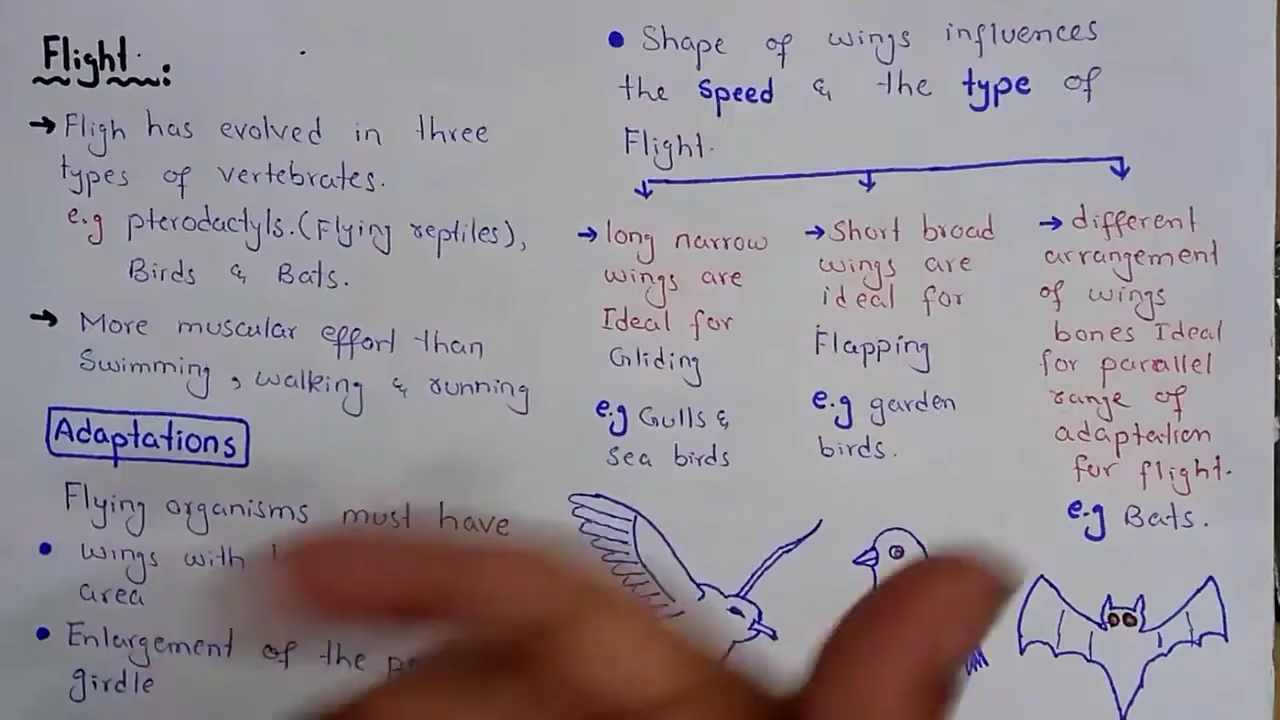 Flight:
→ Fligh has evolved in three
types of vertebrates.
e.g pterodactyls. (Flying reptiles),
Birds & Bats.
→ More muscular effort than
Swimming, walking & running
Adaptations
Flying organisms must have
• wings with
area
• Enlargement of the
girdle
• Shape of wings influences
the speed & the type of
Flight.
→ long narrow
wings are
Ideal for
Gliding
e.g Gulls &
sea birds
→ Short broad
wings are
ideal for
Flapping
e.g garden
birds.
→ different
arrangement
of wings
bones Ideal
for parallel
range of
adaptation
for flight.
e.g Bats.